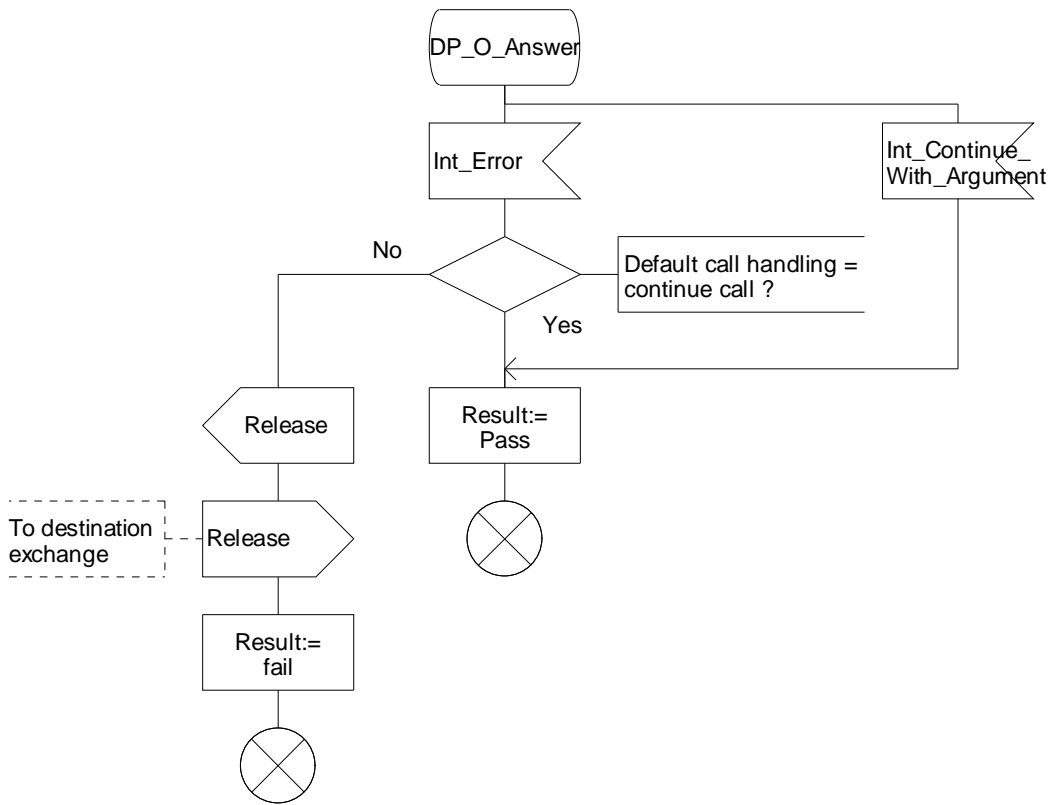 DP_O_Answer
Int_Error
Int_Continue_
With_Argument
No
Default call handling =
continue call ?
Yes
Release
Result:=
Pass
To destination
exchange
Release
Result:=
fail